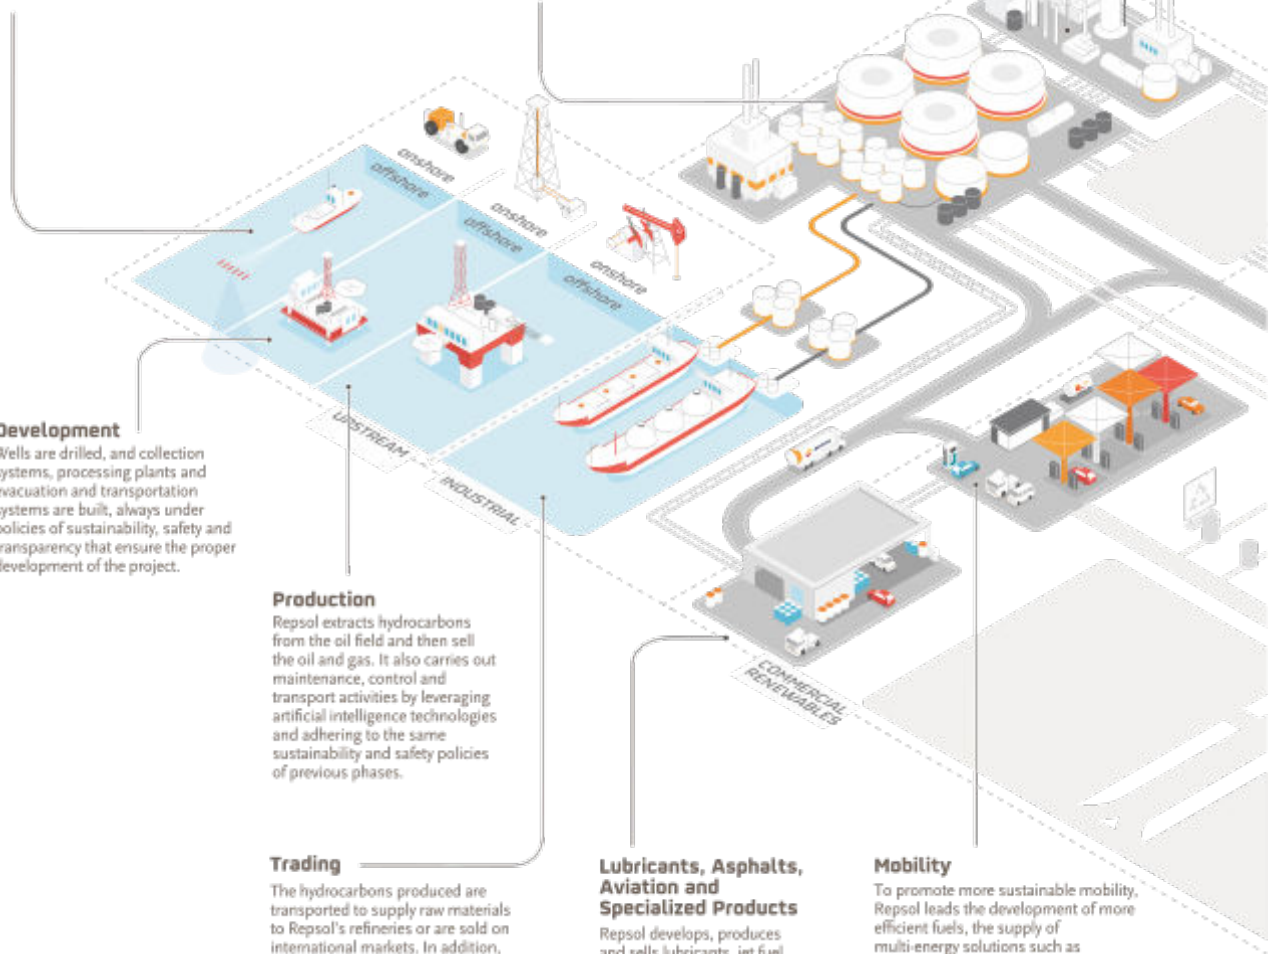 onshore
offshore
onshore
offshore
onshore
offshore
UPSTREAM
INDUSTRIAL
COMMERCIAL
RENEWABLES
Development
Wells are drilled, and collection
systems, processing plants and
evacuation and transportation
systems are built, always under
policies of sustainability, safety and
transparency that ensure the proper
development of the project.
Production
Repsol extracts hydrocarbons
from the oil field and then sell
the oil and gas. It also carries out
maintenance, control and
transport activities by leveraging
artificial intelligence technologies
and adhering to the same
sustainability and safety policies
of previous phases.
Trading
The hydrocarbons produced are
transported to supply raw materials
to Repsol's refineries or are sold on
international markets. In addition,
Lubricants, Asphalts,
Aviation and
Specialized Products
Repsol develops, produces
and sells lubricants, jet fuel
Mobility
To promote more sustainable mobility,
Repsol leads the development of more
efficient fuels, the supply of
multi-energy solutions such as